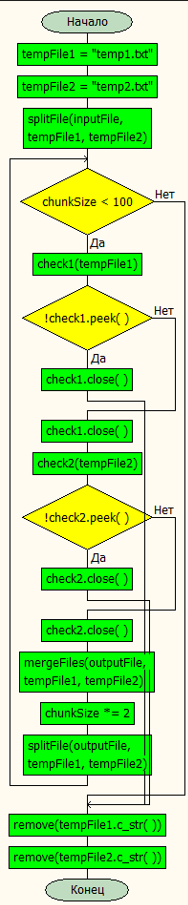 Начало
tempFile1 = "temp1.txt"
tempFile2 = "temp2.txt"
splitFile(inputFile,
tempFile1, tempFile2)
chunkSize < 100
Нет
Да
check1(tempFile1)
!check1.peek( )
Нет
Да
check1.close( )
check1.close( )
check2(tempFile2)
!check2.peek( )
Нет
Да
check2.close( )
check2.close( )
mergeFiles(outputFile,
tempFile1, tempFile2)
chunkSize *= 2
splitFile(outputFile,
tempFile1, tempFile2)
remove(tempFile1.c_str( ))
remove(tempFile2.c_str( ))
Конец